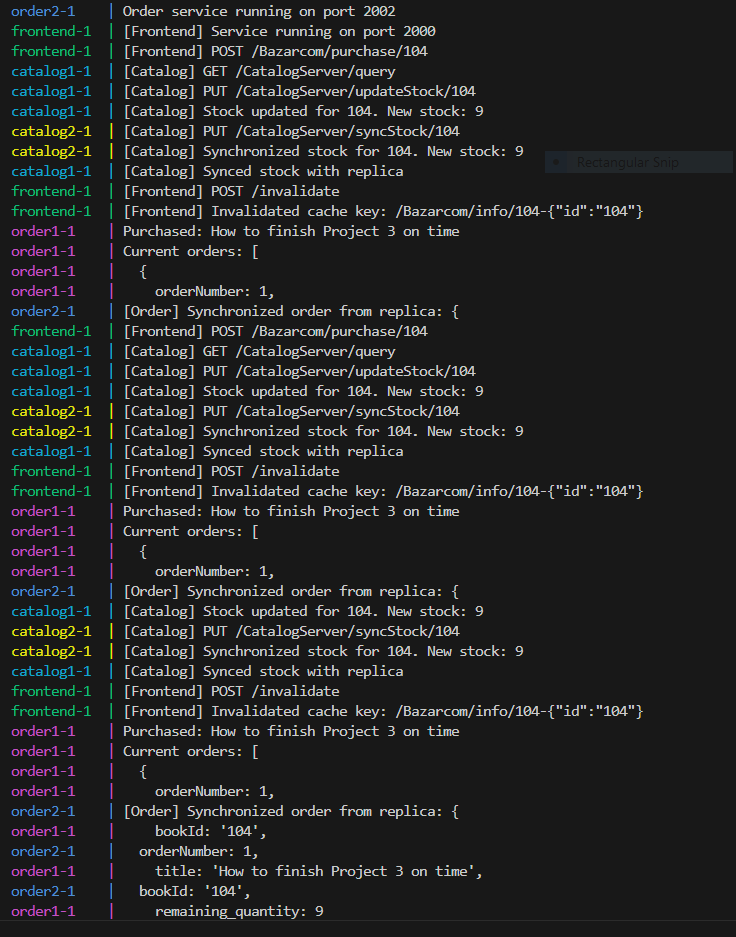 order2-1    | Order service running on port 2002
frontend-1  | [Frontend] Service running on port 2000
frontend-1  | [Frontend] POST /Bazarcom/purchase/104
catalog1-1  | [Catalog] GET /CatalogServer/query
catalog1-1  | [Catalog] PUT /CatalogServer/updateStock/104
catalog1-1  | [Catalog] Stock updated for 104. New stock: 9
catalog2-1  | [Catalog] PUT /CatalogServer/syncStock/104
catalog2-1  | [Catalog] Synchronized stock for 104. New stock: 9
Rectangular Snip
catalog1-1  | [Catalog] Synced stock with replica
frontend-1  | [Frontend] POST /invalidate
frontend-1  | [Frontend] Invalidated cache key: /Bazarcom/info/104-{"id":"104"}
order1-1    | Purchased: How to finish Project 3 on time
order1-1    | Current orders: [
order1-1    |   {
order1-1    |     orderNumber: 1,
order2-1    | [Order] Synchronized order from replica: {
frontend-1  | [Frontend] POST /Bazarcom/purchase/104
catalog1-1  | [Catalog] GET /CatalogServer/query
catalog1-1  | [Catalog] PUT /CatalogServer/updateStock/104
catalog1-1  | [Catalog] Stock updated for 104. New stock: 9
catalog2-1  | [Catalog] PUT /CatalogServer/syncStock/104
catalog2-1  | [Catalog] Synchronized stock for 104. New stock: 9
catalog1-1  | [Catalog] Synced stock with replica
frontend-1  | [Frontend] POST /invalidate
frontend-1  | [Frontend] Invalidated cache key: /Bazarcom/info/104-{"id":"104"}
order1-1    | Purchased: How to finish Project 3 on time
order1-1    | Current orders: [
order1-1    |   {
order1-1    |     orderNumber: 1,
order2-1    | [Order] Synchronized order from replica: {
catalog1-1  | [Catalog] Stock updated for 104. New stock: 9
catalog2-1  | [Catalog] PUT /CatalogServer/syncStock/104
catalog2-1  | [Catalog] Synchronized stock for 104. New stock: 9
catalog1-1  | [Catalog] Synced stock with replica
frontend-1  | [Frontend] POST /invalidate
frontend-1  | [Frontend] Invalidated cache key: /Bazarcom/info/104-{"id":"104"}
order1-1    | Purchased: How to finish Project 3 on time
order1-1    | Current orders: [
order1-1    |   {
order1-1    |     orderNumber: 1,
order2-1    | [Order] Synchronized order from replica: {
order1-1    |     bookId: '104',
order2-1    |   orderNumber: 1,
order1-1    |     title: 'How to finish Project 3 on time',
order2-1    |   bookId: '104',
order1-1    |     remaining_quantity: 9